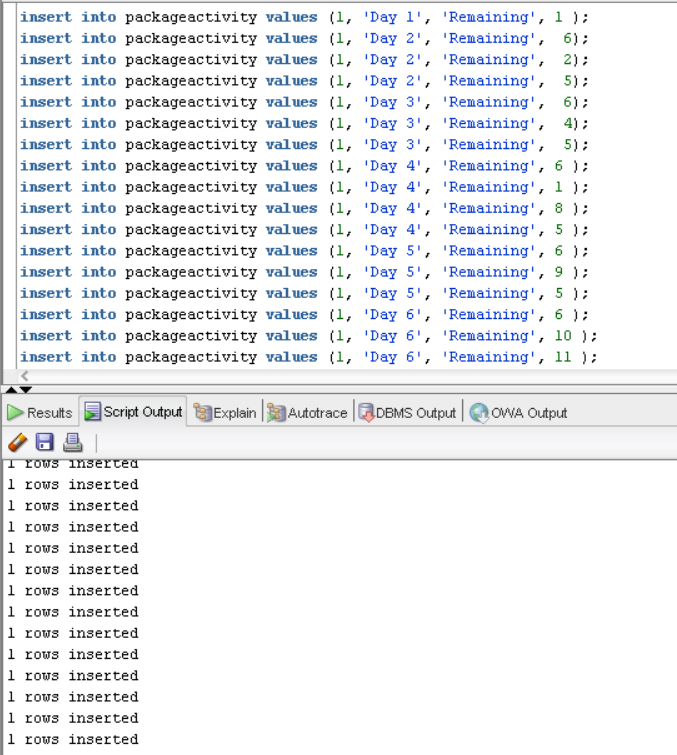 insert into packageactivity values (1, 'Day 1', 'Remaining', 1 );
insert into packageactivity values (1, 'Day 2', 'Remaining',  6);
insert into packageactivity values (1, 'Day 2', 'Remaining',  2);
insert into packageactivity values (1, 'Day 2', 'Remaining',  5);
insert into packageactivity values (1, 'Day 3', 'Remaining',  6);
insert into packageactivity values (1, 'Day 3', 'Remaining',  4);
insert into packageactivity values (1, 'Day 3', 'Remaining',  5);
insert into packageactivity values (1, 'Day 4', 'Remaining', 6 );
insert into packageactivity values (1, 'Day 4', 'Remaining', 1 );
insert into packageactivity values (1, 'Day 4', 'Remaining', 8 );
insert into packageactivity values (1, 'Day 4', 'Remaining', 5 );
insert into packageactivity values (1, 'Day 5', 'Remaining', 6 );
insert into packageactivity values (1, 'Day 5', 'Remaining', 9 );
insert into packageactivity values (1, 'Day 5', 'Remaining', 5 );
insert into packageactivity values (1, 'Day 6', 'Remaining', 6 );
insert into packageactivity values (1, 'Day 6', 'Remaining', 10 );
insert into packageactivity values (1, 'Day 6', 'Remaining', 11 );
Results Script Output Explain Autotrace DBMS Output OWA Output
1 rows inserted
1 rows inserted
1 rows inserted
1 rows inserted
1 rows inserted
1 rows inserted
1 rows inserted
1 rows inserted
1 rows inserted
1 rows inserted
1 rows inserted
1 rows inserted
1 rows inserted
1 rows inserted